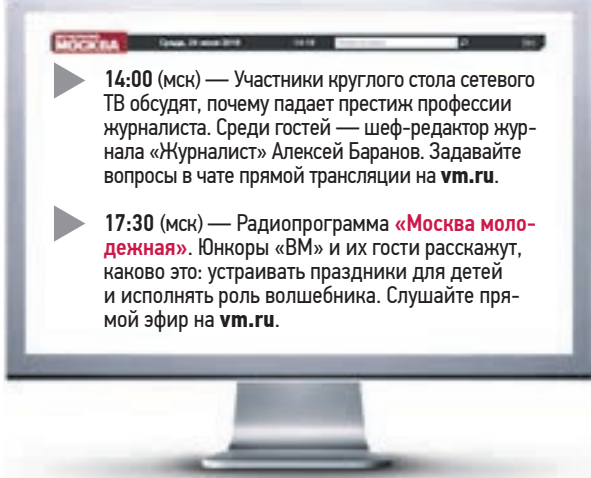 МОСКВА
14:00 (мск) — Участники круглого стола сетевого
ТВ обсудят, почему падает престиж профессии
журналиста. Среди гостей — шеф-редактор жур-
нала «Журналист» Алексей Баранов. Задавайте
вопросы в чате прямой трансляции на vm.ru.
17:30 (мск) — Радиопрограмма «Москва моло-
дежная». Юнкоры «ВМ» и их гости расскажут,
каково это: устраивать праздники для детей
и исполнять роль волшебника. Слушайте пря-
мой эфир на vm.ru.